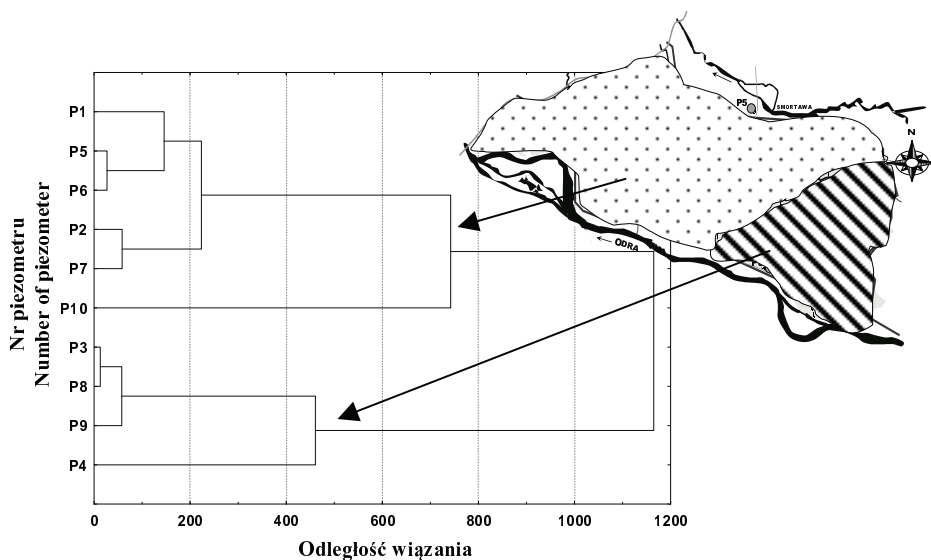 Nr piezometru
Number of piezometer
P1
P5
P6
P2
P7
P10
P3
P8
P9
P4
0 200 400 600 800 1000 1200
Odległość wiązania
P5
SMORTAWA
N
ODRA